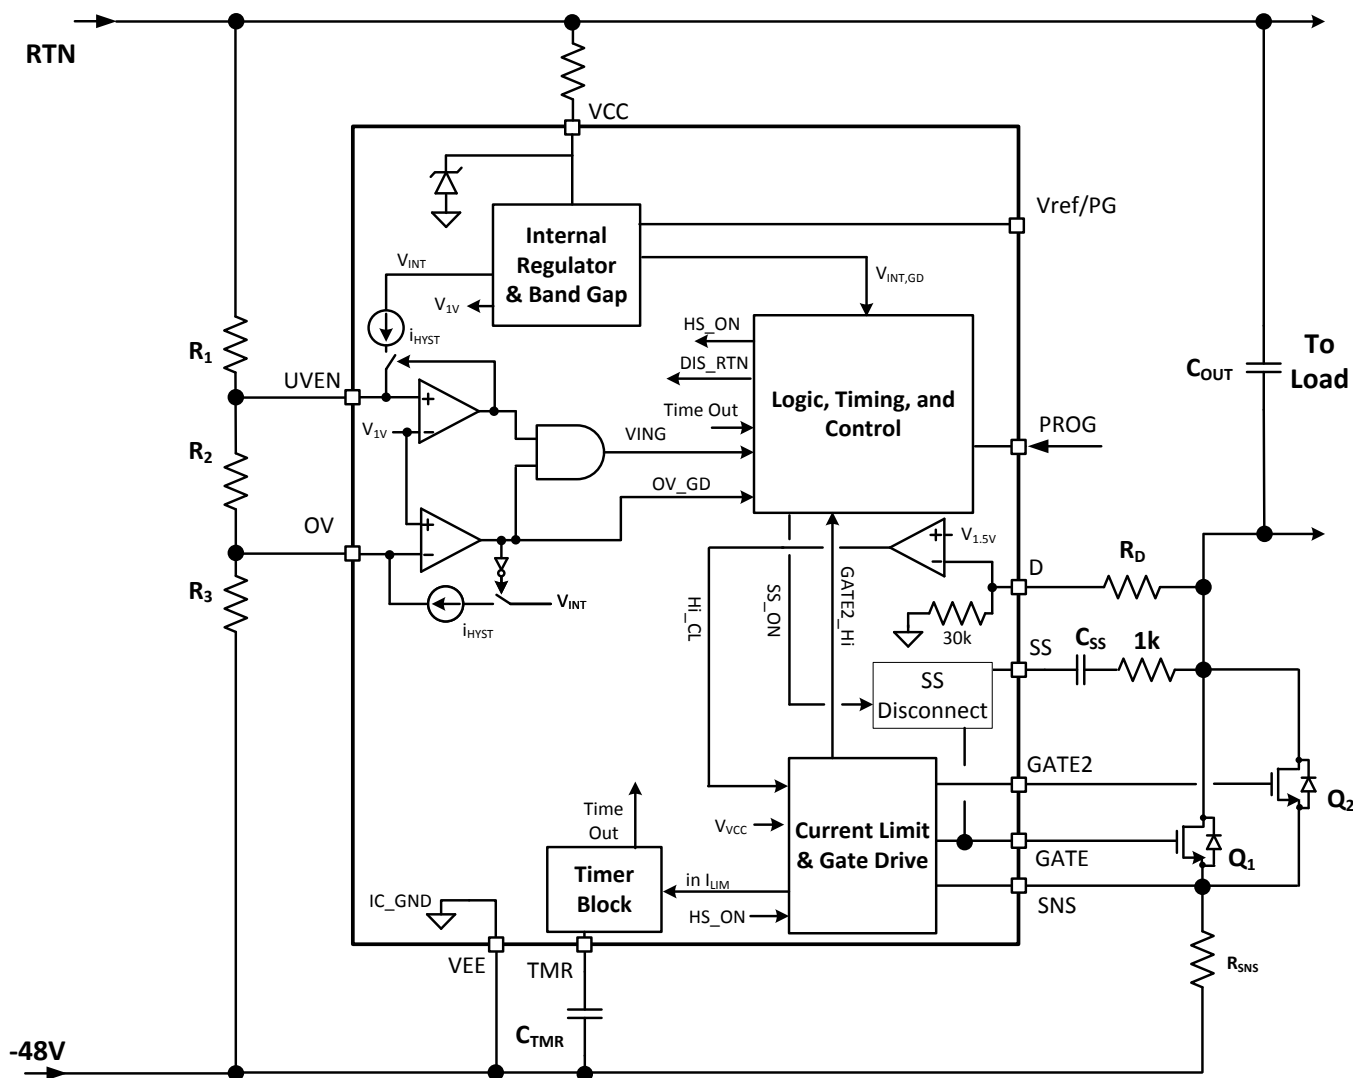 RTN
VCC
Vref/PG
Internal
Regulator
& Band Gap
VINT
V1V
iHYST
VINT,GD
HS_ON
DIS_RTN
Time Out
Logic, Timing, and
Control
R1
UVEN
V1V
VING
PROG
COUT
To
Load
R2
OV_GD
OV
V1.5V
D
RD
R3
iHYST
VINT
Hi_CL
SS_ON
GATE2_Hi
30k
SS
CSS
1k
SS
Disconnect
GATE2
Q2
Time
Out
VVCC
Current Limit
& Gate Drive
GATE
Q1
Timer
Block
in ILIM
HS_ON
SNS
IC_GND
VEE
TMR
RSNS
CTMR
-48V